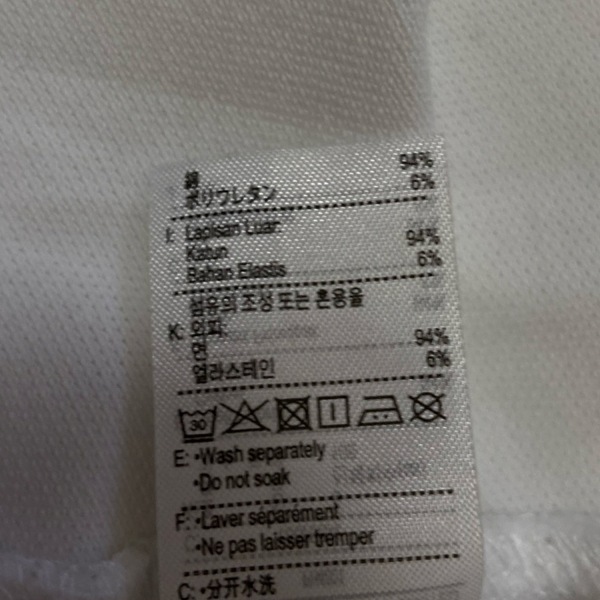 綿 94%
ポリウレタン 6%
I: Lapisan Luar:
Katun 94%
Bahan Elastis 6%
섬유의 조성 또는 혼용율
K: 외피:
면 94%
엘라스테인 6%
30
E: •Wash separately
•Do not soak
F: •Laver séparément
•Ne pas laisser tremper
C: •分开水洗